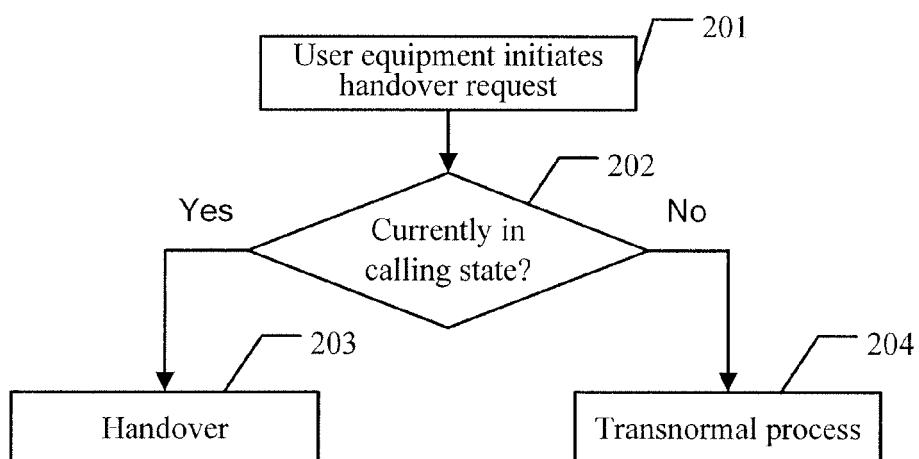 201
User equipment initiates
handover request
202
Yes
No
Currently in
calling state?
203
204
Handover
Transnormal process